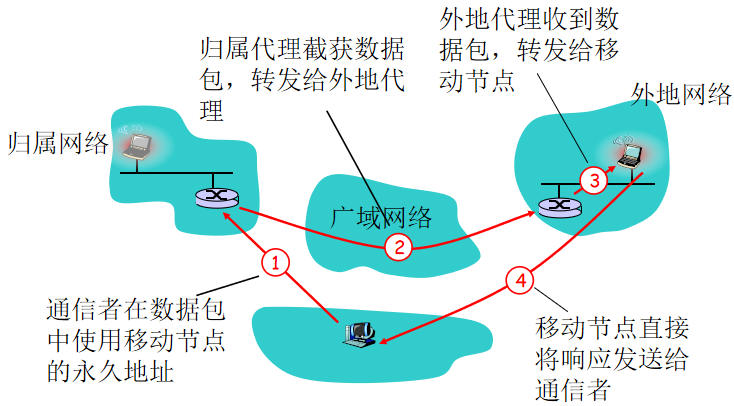 归属代理截获数据
包，转发给外地代
理
外地代理收到数
据包，转发给移
动节点
外地网络
归属网络
3
广域网络
2
1
4
通信者在数据包
中使用移动节点
的永久地址
移动节点直接
将响应发送给
通信者